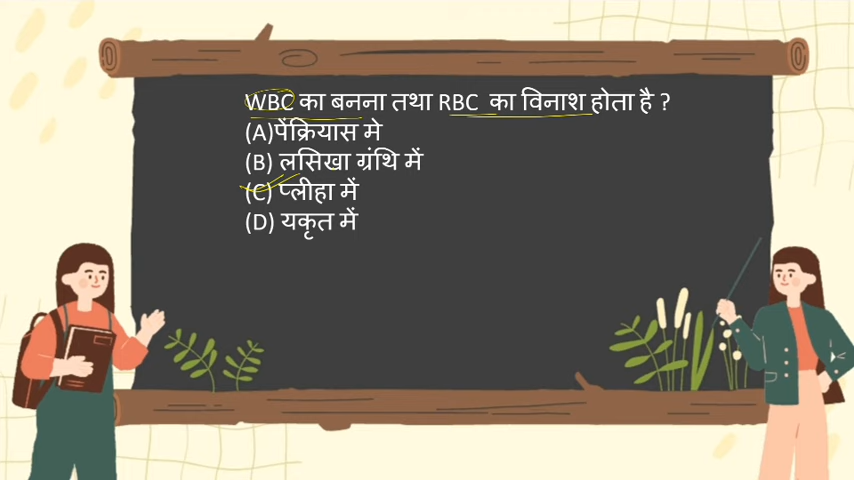 WBC का बनना तथा RBC का विनाश होता है ?
(A)पेंक्रियास मे
(B) लसिखा ग्रंथि में
(C) प्लीहा में
(D) यकृत में